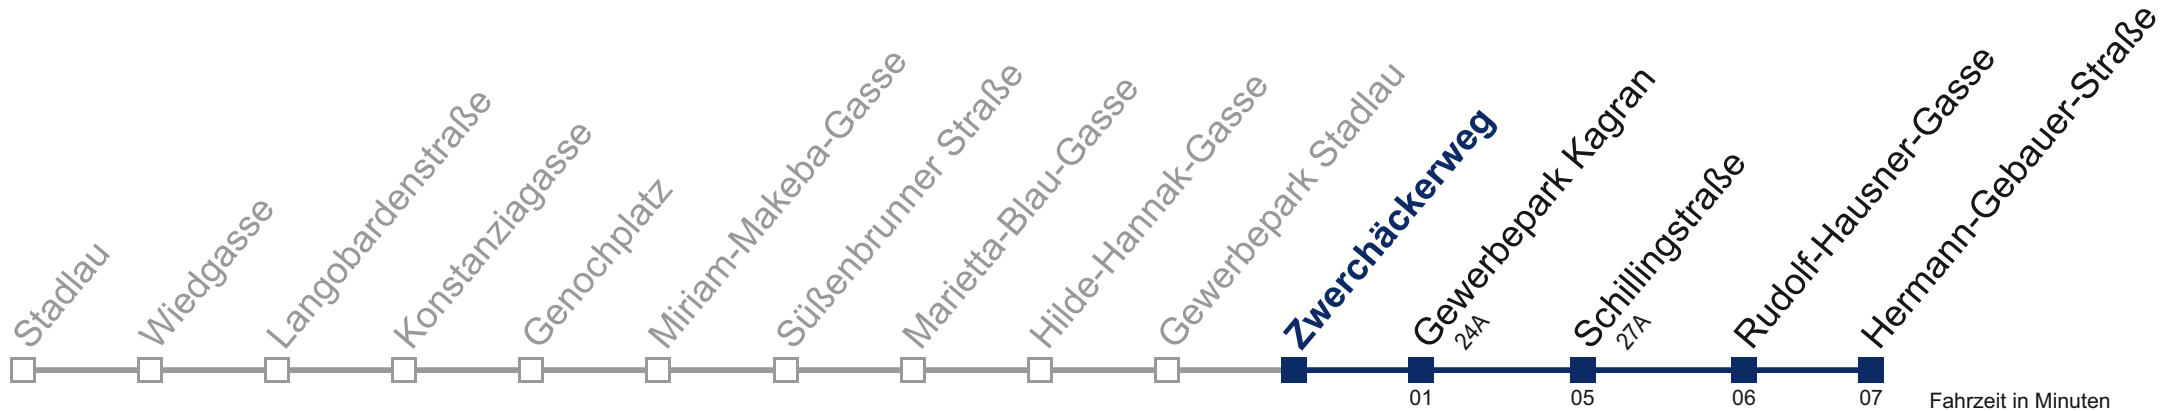 Stadlau
Wiedgasse
Langobardenstraße
Konstanziagasse
Genochplatz
Miriam-Makeba-Gasse
Süßenbrunner Straße
Marietta-Blau-Gasse
Hilde-Hannak-Gasse
Gewerbepark Stadlau
Zwerchäckerweg
Gewerbepark Kagran
24A
Schillingstraße
27A
Rudolf-Hausner-Gasse
Hermann-Gebauer-Straße
01
05
06
07
Fahrzeit in Minuten